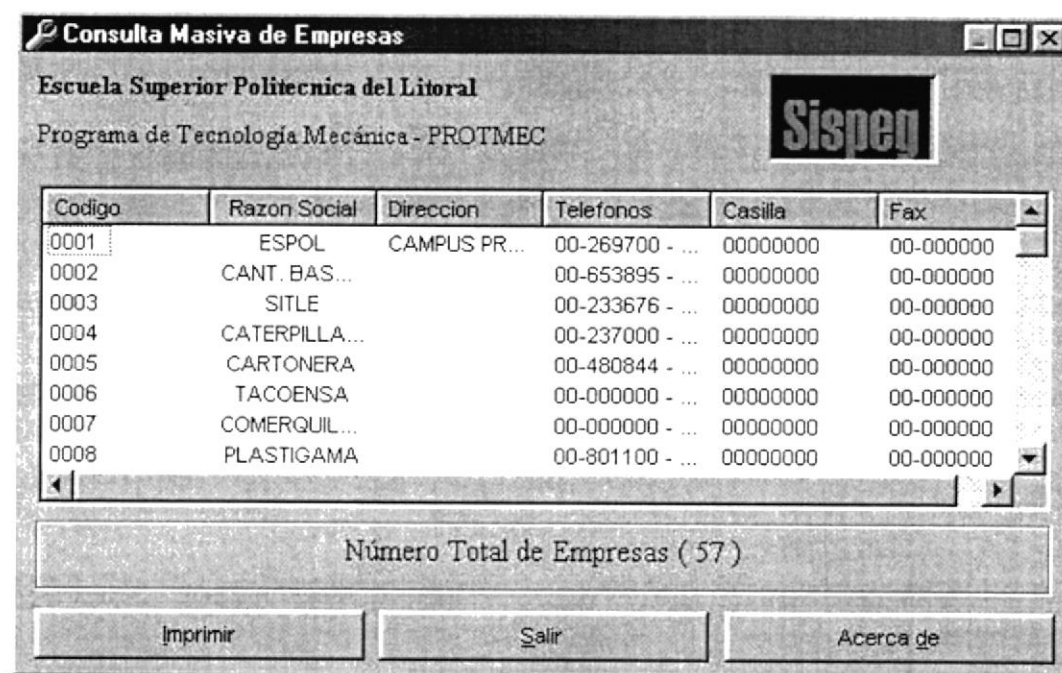 Consulta Masiva de Empresas
Escuela Superior Politecnica del Litoral
Programa de Tecnología Mecánica - PROTMEC
Sispeg
Codigo Razon Social Direccion Telefonos Casilla Fax
0001 ESPOL CAMPUS PR... 00-269700 - ... 00000000 00-000000
0002 CANT. BAS... 00-653895 - ... 00000000 00-000000
0003 SITLE 00-233676 - ... 00000000 00-000000
0004 CATERPILLA... 00-237000 - ... 00000000 00-000000
0005 CARTONERA 00-480844 - ... 00000000 00-000000
0006 TACOENSA 00-000000 - ... 00000000 00-000000
0007 COMERQUIL... 00-000000 - ... 00000000 00-000000
0008 PLASTIGAMA 00-801100 - ... 00000000 00-000000
Número Total de Empresas ( 57 )
Imprimir Salir Acerca de